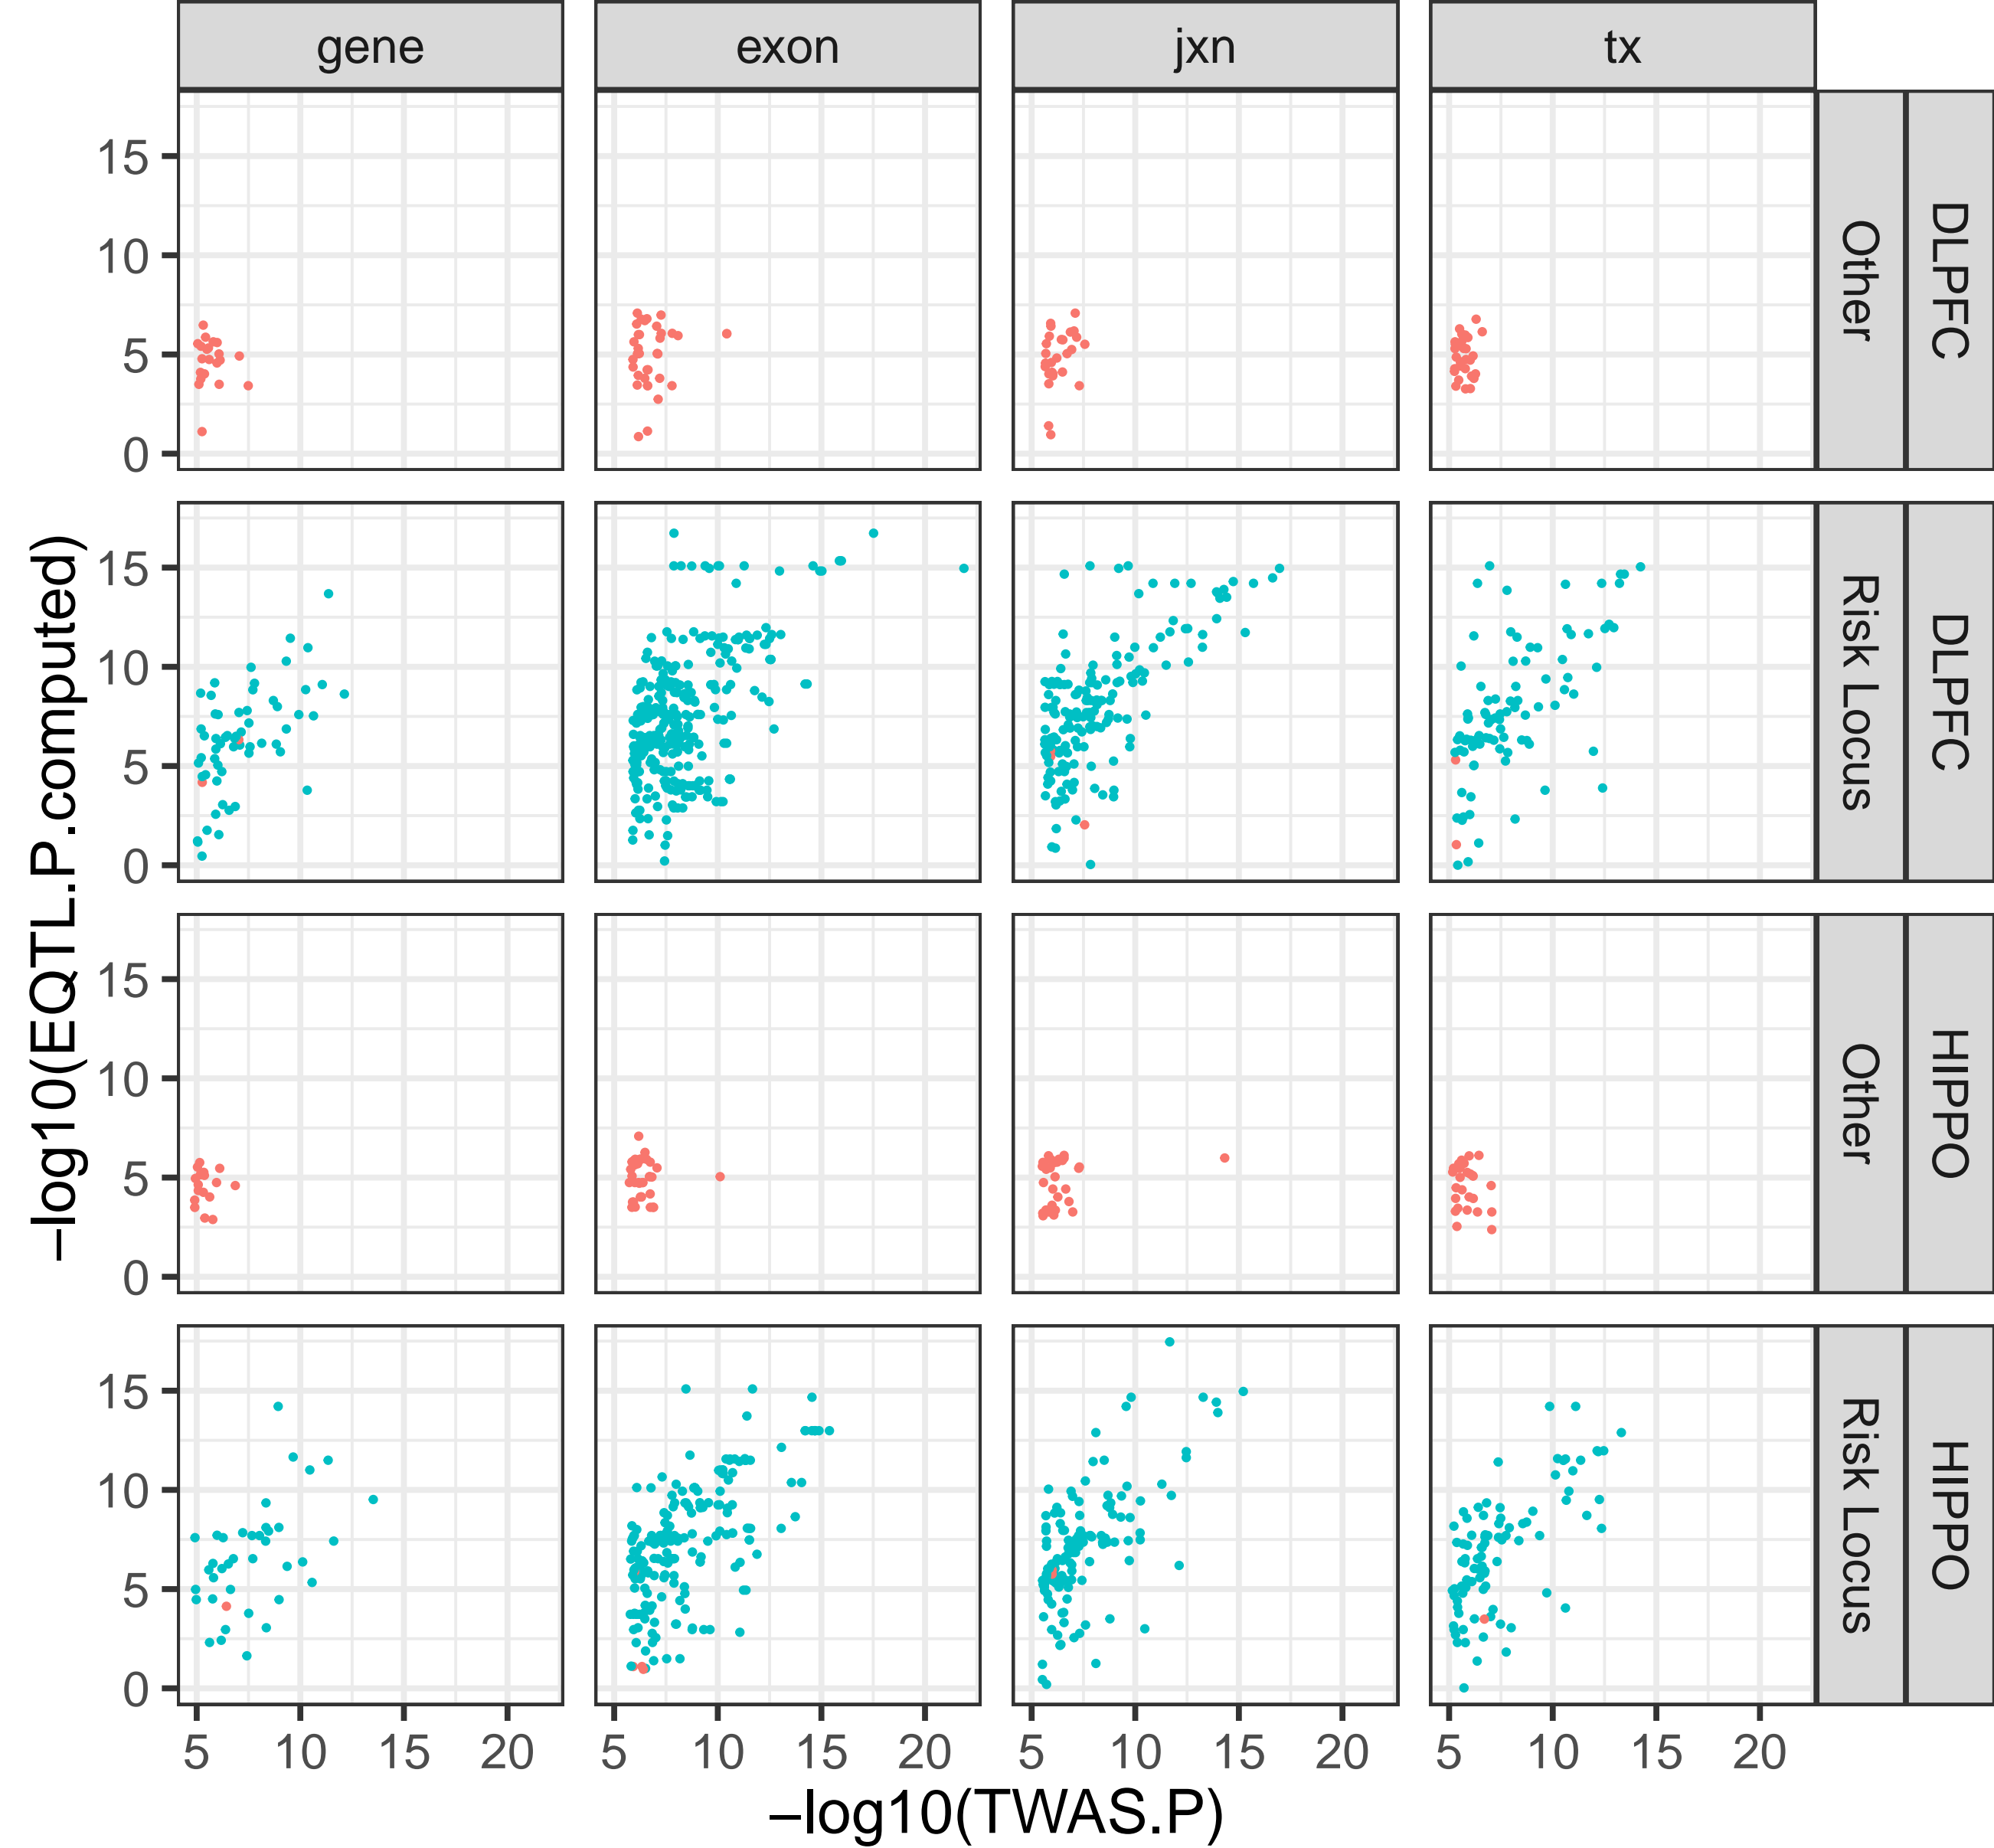 gene exon jxn tx
15
10
5
0
Other
DLPFC
15
10
5
0
Risk Locus
DLPFC
−log10(EQTL.P.computed)
15
10
5
0
Other
HIPPO
15
10
5
0
Risk Locus
HIPPO
5 10 15 20 5 10 15 20 5 10 15 20 5 10 15 20
−log10(TWAS.P)